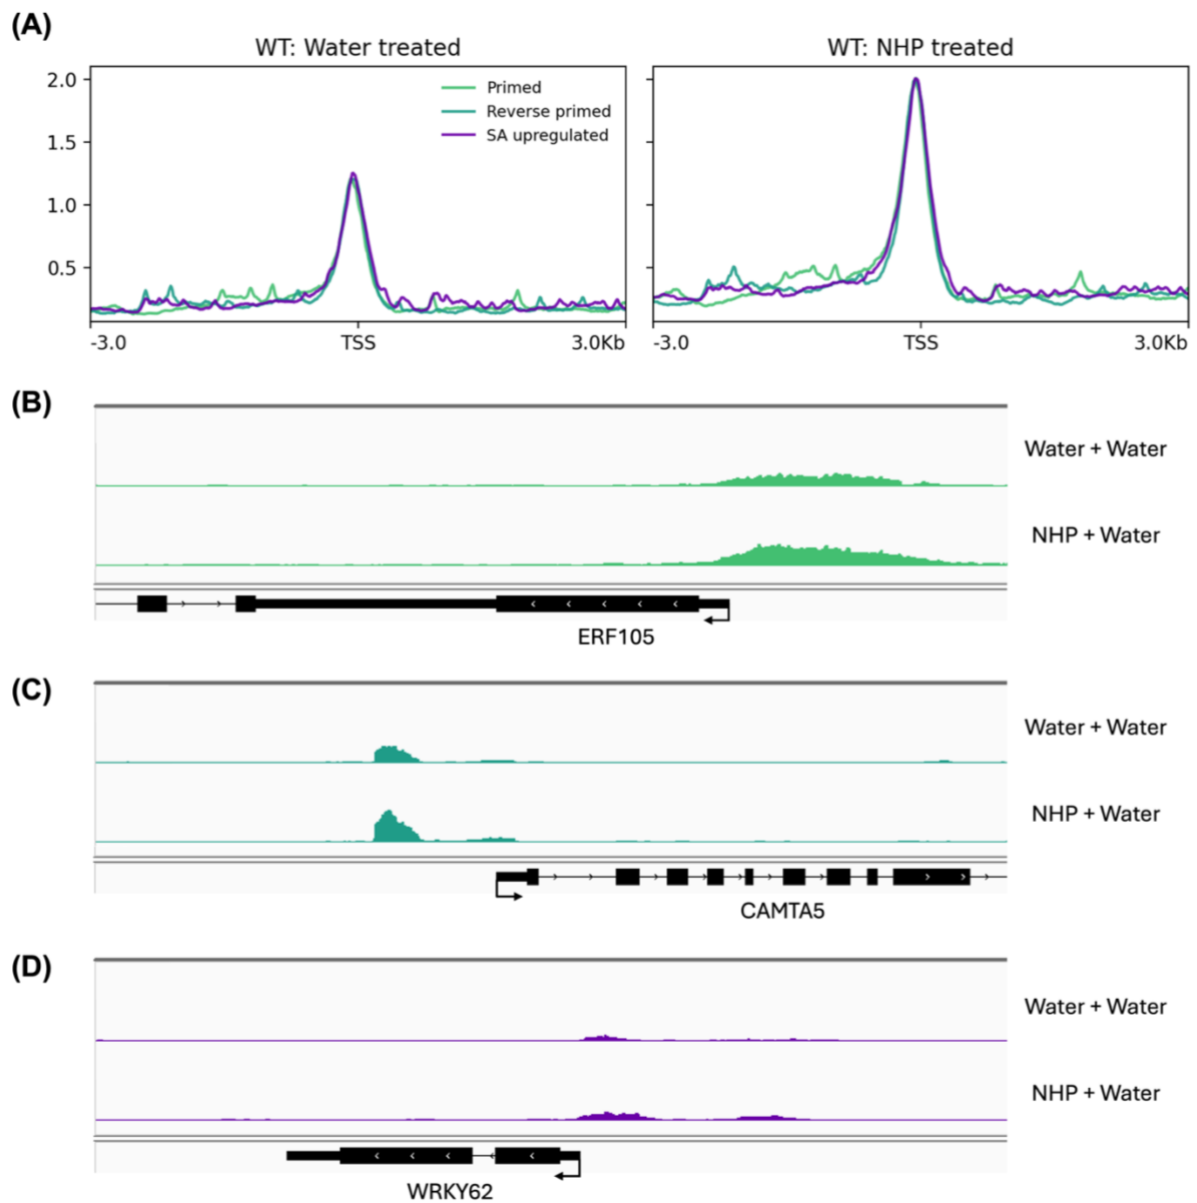 (A)
WT: Water treated
WT: NHP treated
2.0
1.5
1.0
0.5
Primed
Reverse primed
SA upregulated
-3.0 TSS 3.0Kb
-3.0 TSS 3.0Kb
(B)
Water + Water
NHP + Water
ERF105
(C)
Water + Water
NHP + Water
CAMTA5
(D)
Water + Water
NHP + Water
WRKY62